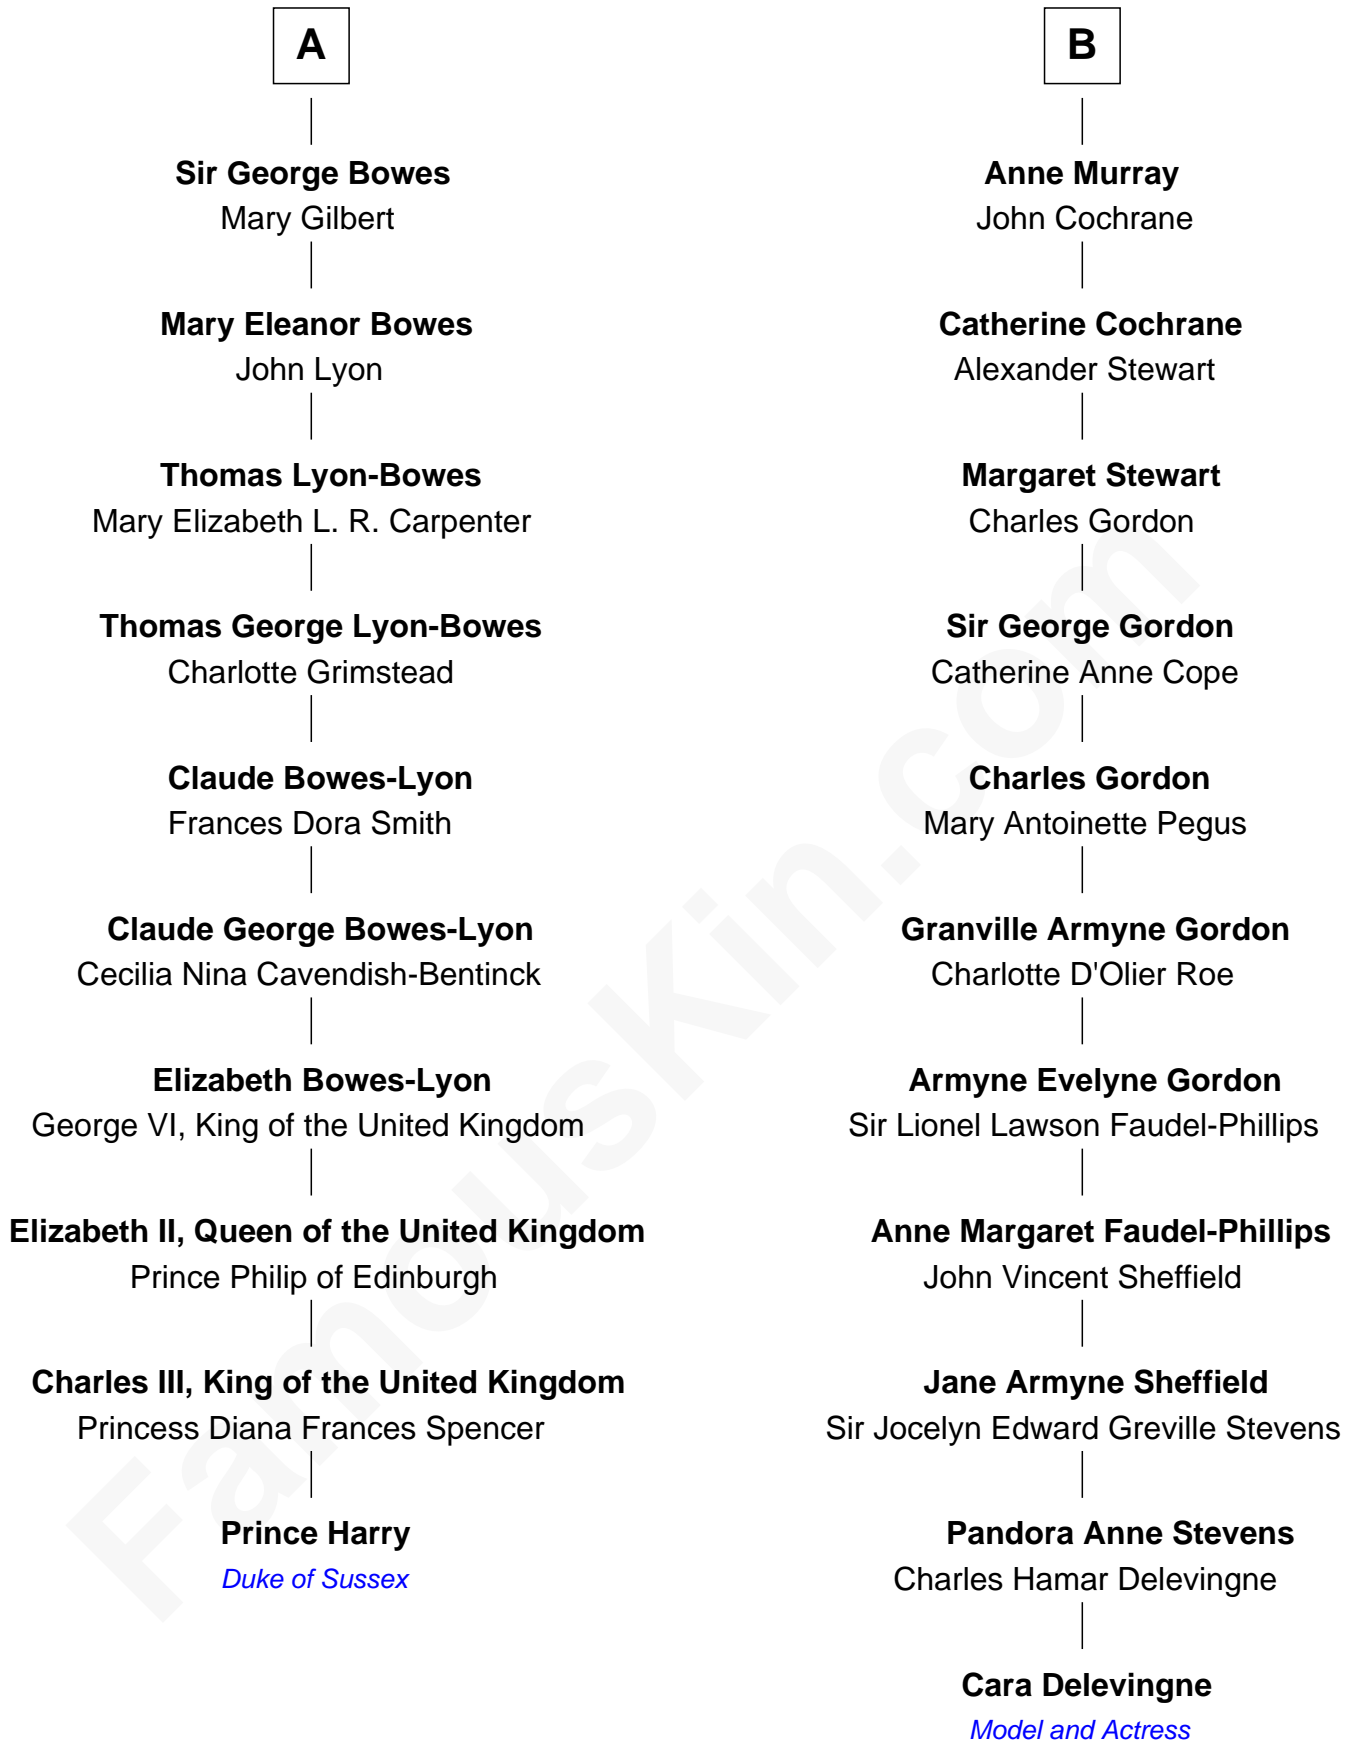 A
Sir George Bowes
Mary Gilbert
Mary Eleanor Bowes
John Lyon
Thomas Lyon-Bowes
Mary Elizabeth L. R. Carpenter
Thomas George Lyon-Bowes
Charlotte Grimstead
Claude Bowes-Lyon
Frances Dora Smith
Claude George Bowes-Lyon
Cecilia Nina Cavendish-Bentinck
Elizabeth Bowes-Lyon
George VI, King of the United Kingdom
Elizabeth II, Queen of the United Kingdom
Prince Philip of Edinburgh
Charles III, King of the United Kingdom
Princess Diana Frances Spencer
Prince Harry
Duke of Sussex
B
Anne Murray
John Cochrane
Catherine Cochrane
Alexander Stewart
Margaret Stewart
Charles Gordon
Sir George Gordon
Catherine Anne Cope
Charles Gordon
Mary Antoinette Pegus
Granville Armyne Gordon
Charlotte D'Olier Roe
Armyne Evelyne Gordon
Sir Lionel Lawson Faudel-Phillips
Anne Margaret Faudel-Phillips
John Vincent Sheffield
Jane Armyne Sheffield
Sir Jocelyn Edward Greville Stevens
Pandora Anne Stevens
Charles Hamar Delevingne
Cara Delevingne
Model and Actress
FamousKin.com